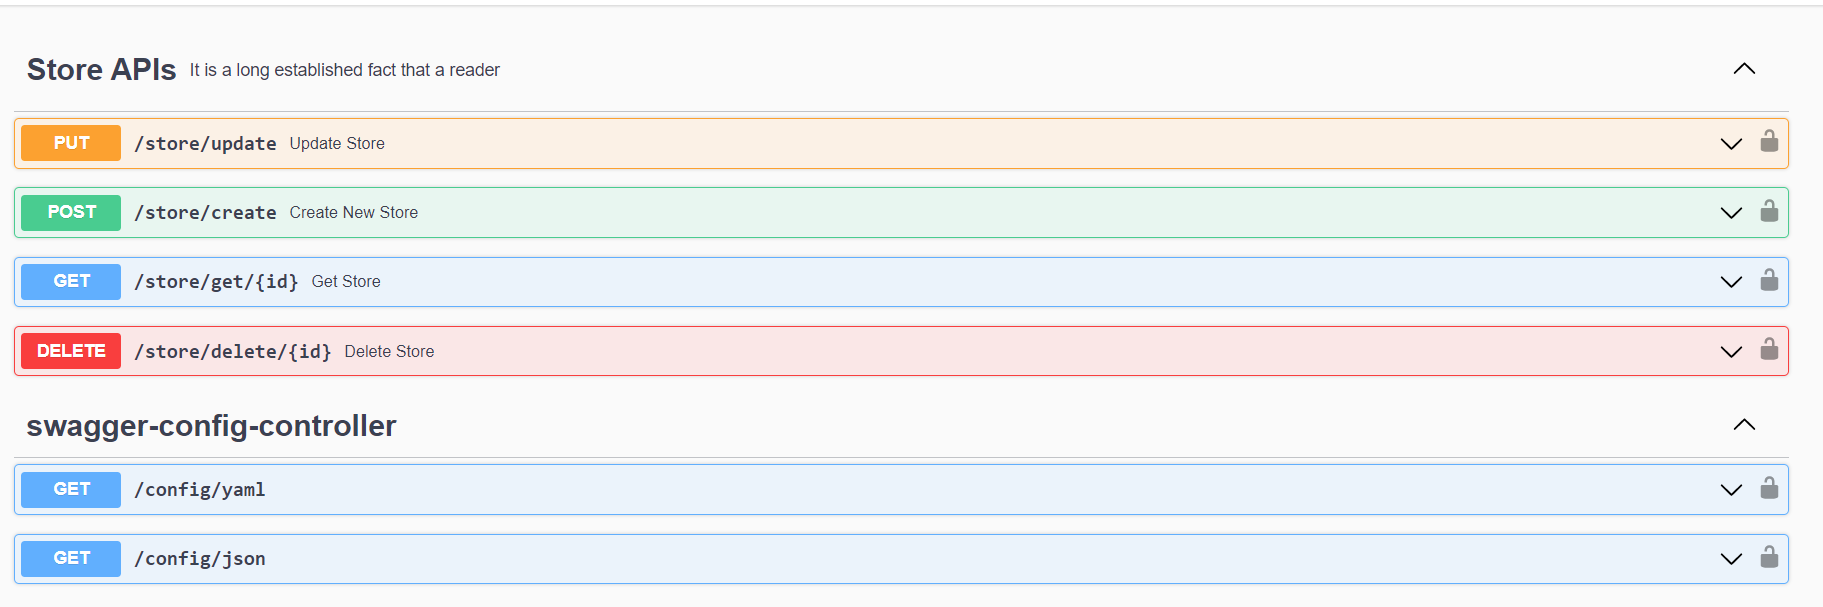 Store APIs It is a long established fact that a reader
PUT /store/update Update Store
POST /store/create Create New Store
GET /store/get/{id} Get Store
DELETE /store/delete/{id} Delete Store
swagger-config-controller
GET /config/yaml
GET /config/json